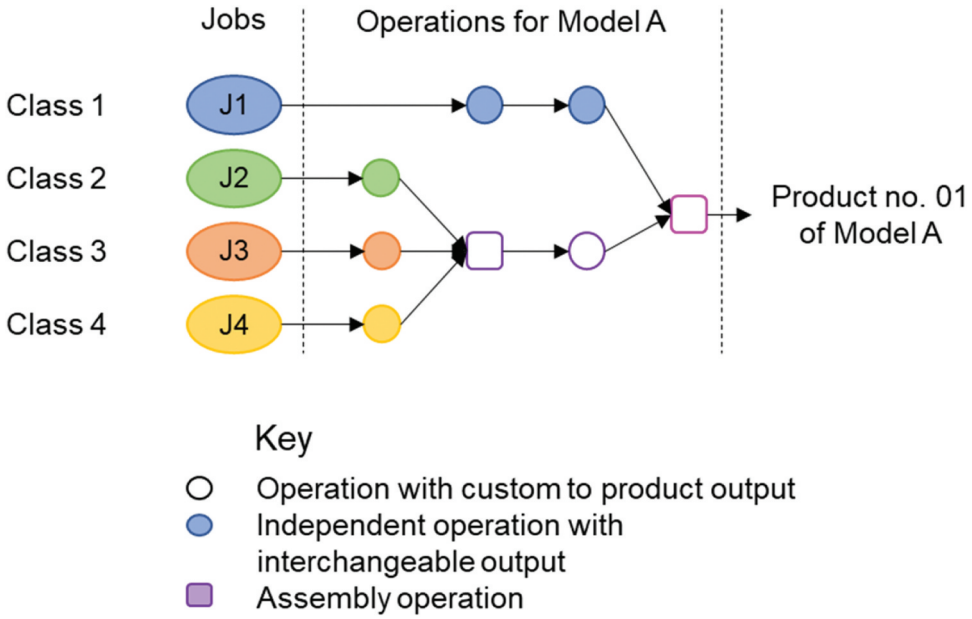 Jobs
Operations for Model A
Class 1
J1
Class 2
J2
Class 3
J3
Class 4
J4
Product no. 01
of Model A
Key
Operation with custom to product output
Independent operation with
interchangeable output
Assembly operation